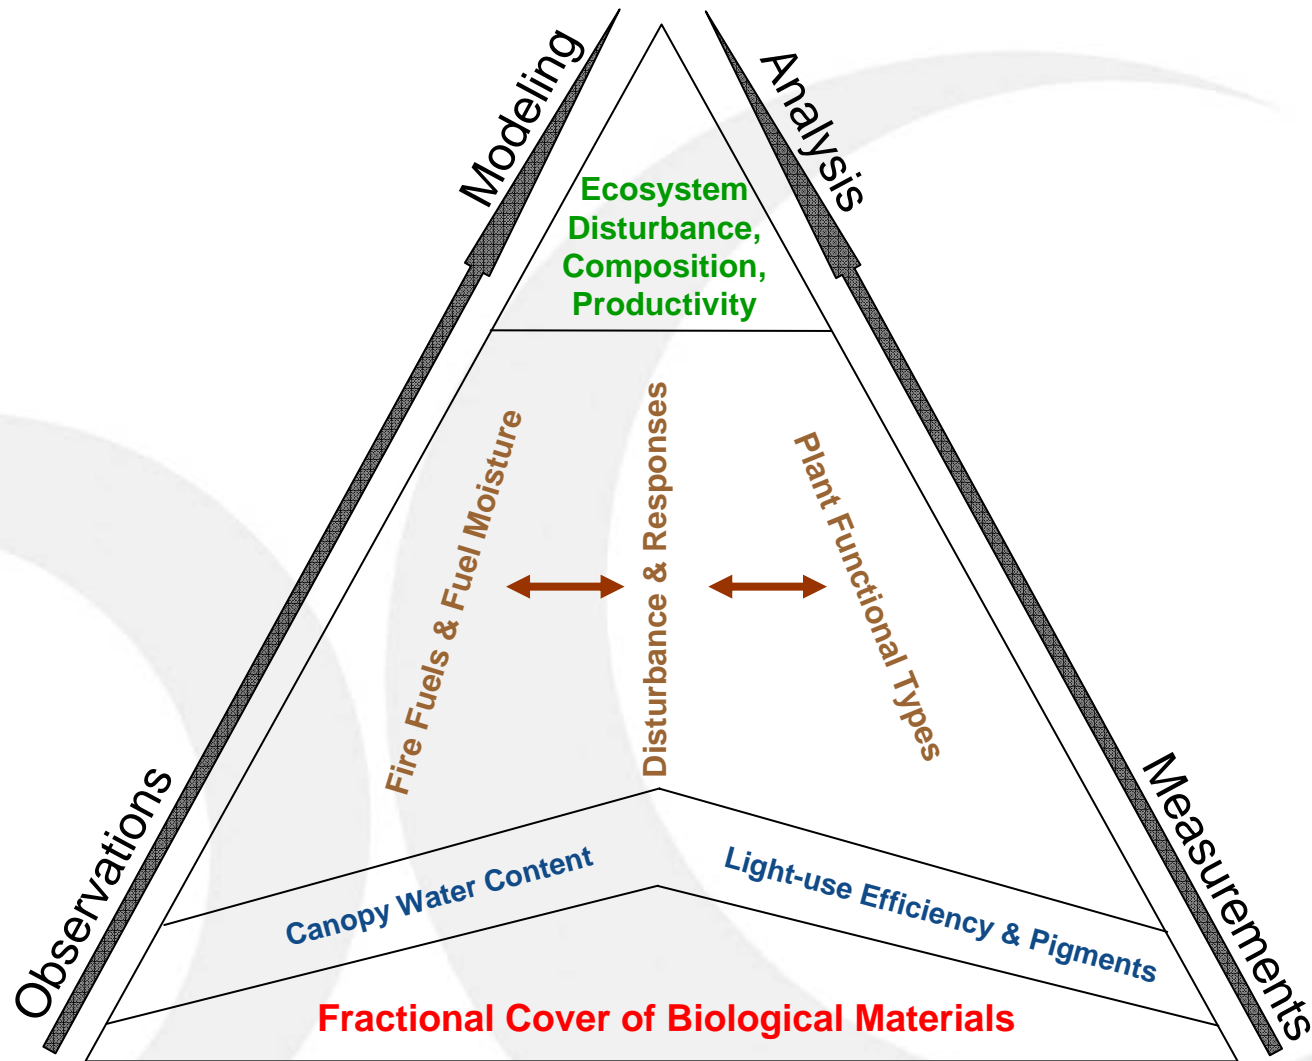 Modeling
Analysis
Ecosystem
Disturbance,
Composition,
Productivity
Fire Fuels & Fuel Moisture
Disturbance & Responses
Plant Functional Types
Observations
Measurements
Canopy Water Content
Light-use Efficiency & Pigments
Fractional Cover of Biological Materials